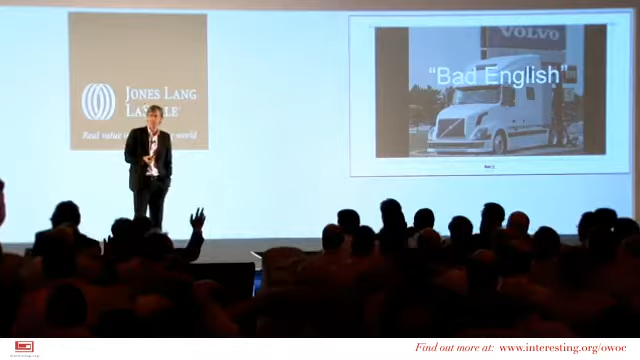 JONES LANG
LASALLE
Real value
world
VOLVO
"Bad English"
Find out more at: www.interesting.org/owoc